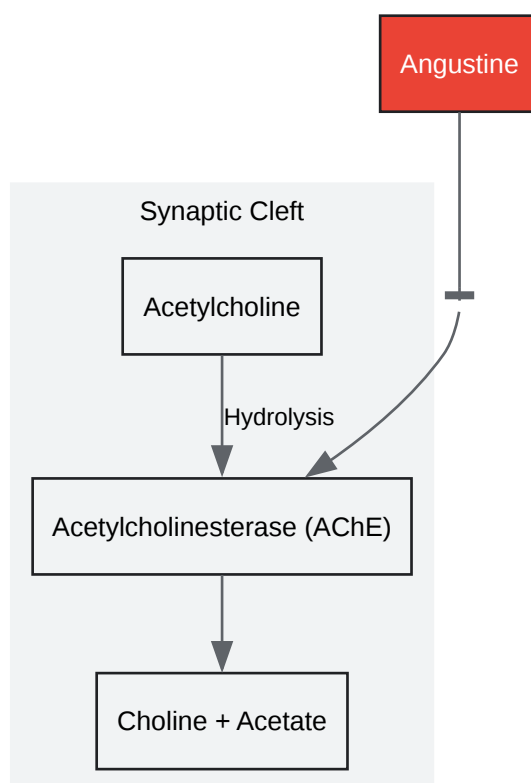 Angustine
Synaptic Cleft
Acetylcholine
Hydrolysis
Acetylcholinesterase (AChE)
Choline + Acetate